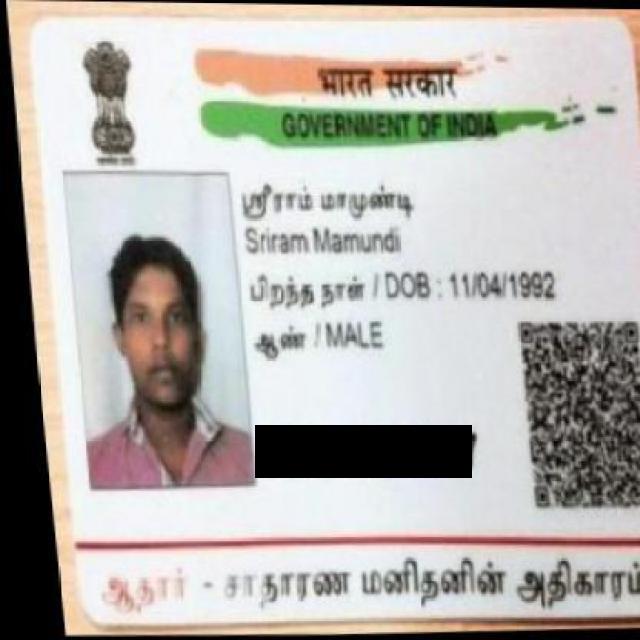 भारत सरकार
GOVERNMENT OF INDIA
ஸ்ரீராம் மாமுண்டி
Sriram Mamundi
பிறந்த நாள் / DOB : 11/04/1992
ஆண் / MALE
ஆதார் - சாதாரண மனிதனின் அதிகாரம்